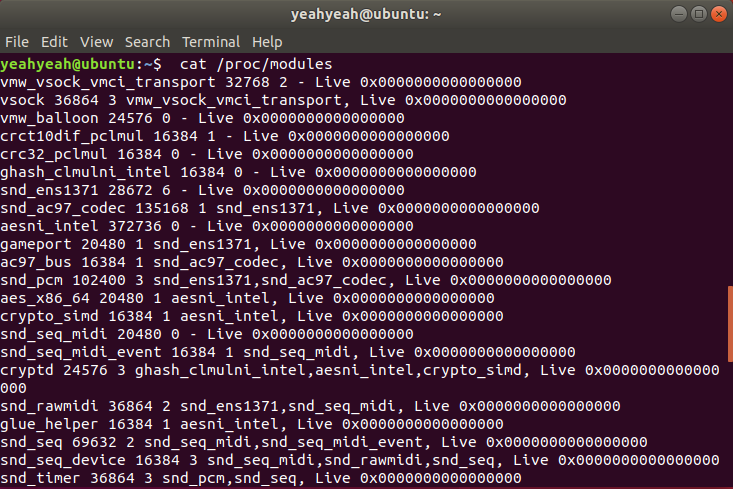 yeahyeah@ubuntu: ~
File Edit View Search Terminal Help
yeahyeah@ubuntu:~$  cat /proc/modules
vmw_vsock_vmci_transport 32768 2 - Live 0x0000000000000000
vsock 36864 3 vmw_vsock_vmci_transport, Live 0x0000000000000000
vmw_balloon 24576 0 - Live 0x0000000000000000
crct10dif_pclmul 16384 1 - Live 0x0000000000000000
crc32_pclmul 16384 0 - Live 0x0000000000000000
ghash_clmulni_intel 16384 0 - Live 0x0000000000000000
snd_ens1371 28672 6 - Live 0x0000000000000000
snd_ac97_codec 135168 1 snd_ens1371, Live 0x0000000000000000
aesni_intel 372736 0 - Live 0x0000000000000000
gameport 20480 1 snd_ens1371, Live 0x0000000000000000
ac97_bus 16384 1 snd_ac97_codec, Live 0x0000000000000000
snd_pcm 102400 3 snd_ens1371,snd_ac97_codec, Live 0x0000000000000000
aes_x86_64 20480 1 aesni_intel, Live 0x0000000000000000
crypto_simd 16384 1 aesni_intel, Live 0x0000000000000000
snd_seq_midi 20480 0 - Live 0x0000000000000000
snd_seq_midi_event 16384 1 snd_seq_midi, Live 0x0000000000000000
cryptd 24576 3 ghash_clmulni_intel,aesni_intel,crypto_simd, Live 0x0000000000000
000
snd_rawmidi 36864 2 snd_ens1371,snd_seq_midi, Live 0x0000000000000000
glue_helper 16384 1 aesni_intel, Live 0x0000000000000000
snd_seq 69632 2 snd_seq_midi,snd_seq_midi_event, Live 0x0000000000000000
snd_seq_device 16384 3 snd_seq_midi,snd_rawmidi,snd_seq, Live 0x0000000000000000
snd_timer 36864 3 snd_pcm,snd_seq, Live 0x0000000000000000